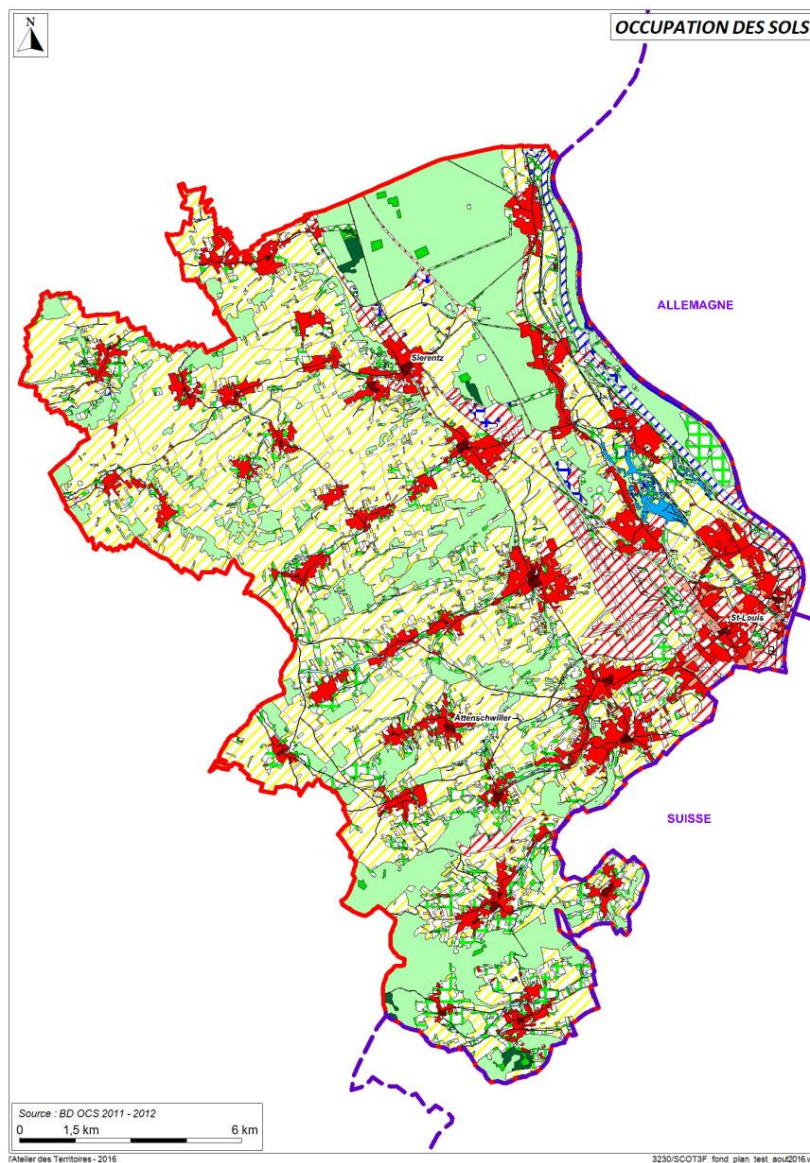 N
OCCUPATION DES SOLS
ALLEMAGNE
Sierentz
St-Louis
Attenschwiller
SUISSE
Source : BD OCS 2011 - 2012
0 1,5 km 6 km
l'Atelier des Territoires - 2016
3230/SCOT3F_fond_plan_test_aout2016.